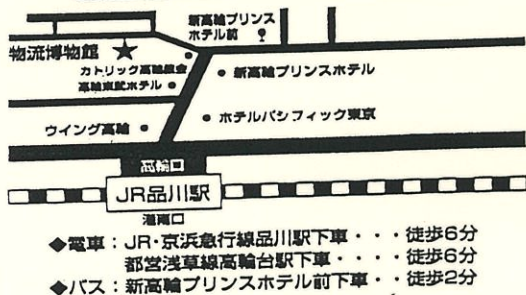 新高輪プリンス
ホテル前
物流博物館
カトリック高輪教会
高輪東武ホテル
新高輪プリンスホテル
ウイング高輪
ホテルパシフィック東京
高輪口
JR品川駅
港南口
◆電車：JR・京浜急行線品川駅下車・・・徒歩6分
都営浅草線高輪台駅下車・・・徒歩6分
◆バス：新高輪プリンスホテル前下車・・徒歩2分